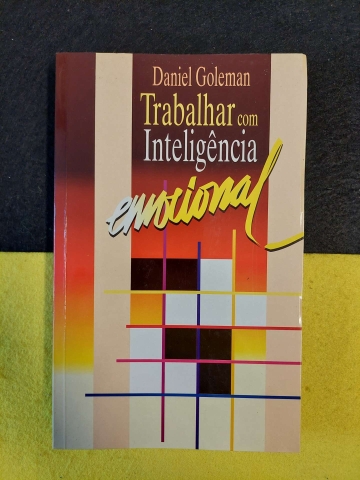 Daniel Goleman
Trabalhar com
Inteligência
emocional